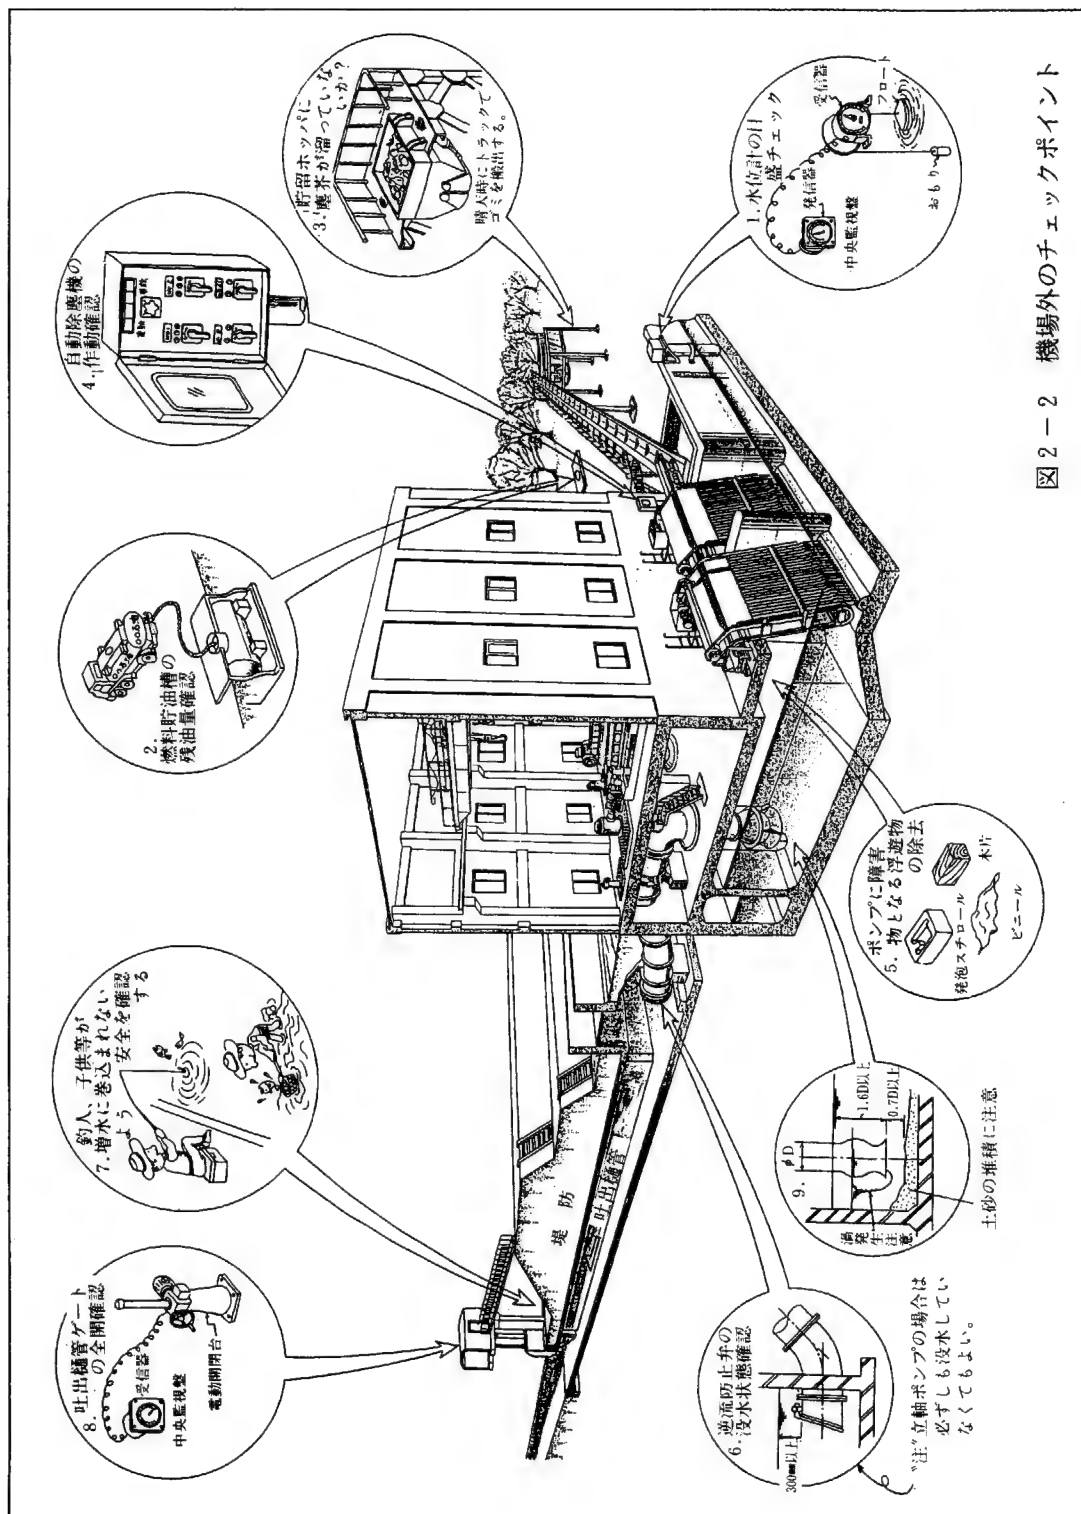 1. 水位計の目
盛チェック
発信器
中央監視盤
受信器
フロート
おもり
2. 燃料貯油槽の
残油量確認
3. 貯留ホッパに
塵芥が溜っていな
いか?
晴天時にトラックで
ゴミを搬出する。
4. 自動除塵機の
作動確認
5. ポンプに障害
物となる浮遊物
の除去
発泡スチロール
木片
ビニール
6. 逆流防止弁の
没水状態確認
300㎜以上
"注"立軸ポンプの場合は
必ずしも没水してい
なくてもよい。
7. 釣人、子供等が
増水に巻込まれない
よう安全を確認
する
8. 吐出樋管ゲート
の全開確認
受信器
中央監視盤
電動開閉台
9.
φD
1.6D以上
0.7D以上
渦発生注意
土砂の堆積に注意
堤防
吐出樋管
図2-2 機場外のチェックポイント